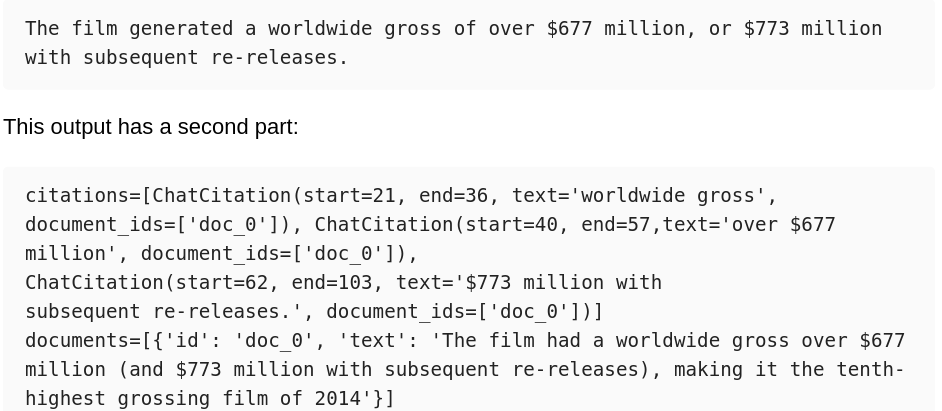 The film generated a worldwide gross of over $677 million, or $773 million
with subsequent re-releases.
This output has a second part:
citations=[ChatCitation(start=21, end=36, text='worldwide gross',
document_ids=['doc_0']), ChatCitation(start=40, end=57,text='over $677
million', document_ids=['doc_0']),
ChatCitation(start=62, end=103, text='$773 million with
subsequent re-releases.', document_ids=['doc_0'])]
documents=[{'id': 'doc_0', 'text': 'The film had a worldwide gross over $677
million (and $773 million with subsequent re-releases), making it the tenth-
highest grossing film of 2014'}]